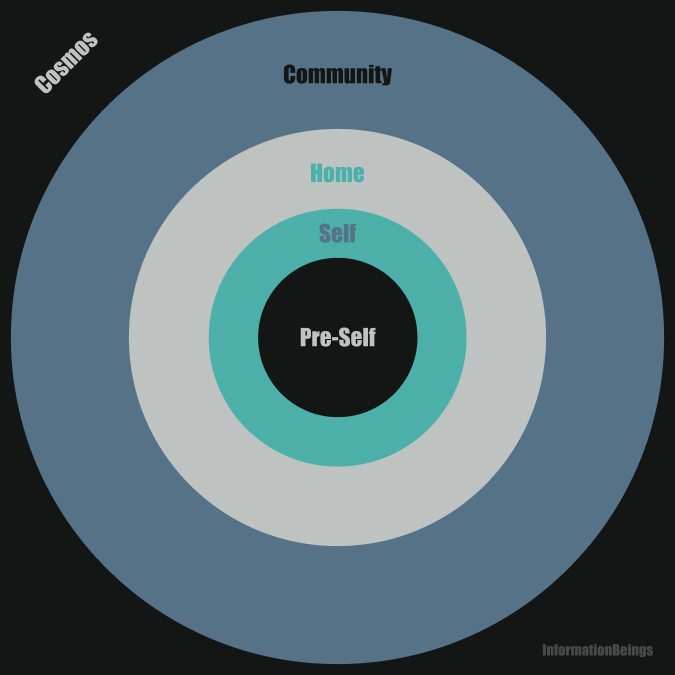 Cosmos
Community
Home
Self
Pre-Self
InformationBeings